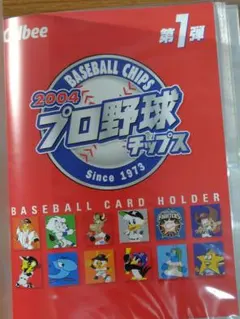 Calbee
第1弾
BASEBALL CHIPS
2004
プロ野球
チップス
Since 1973
BASEBALL CARD HOLDER
FIGHTERS